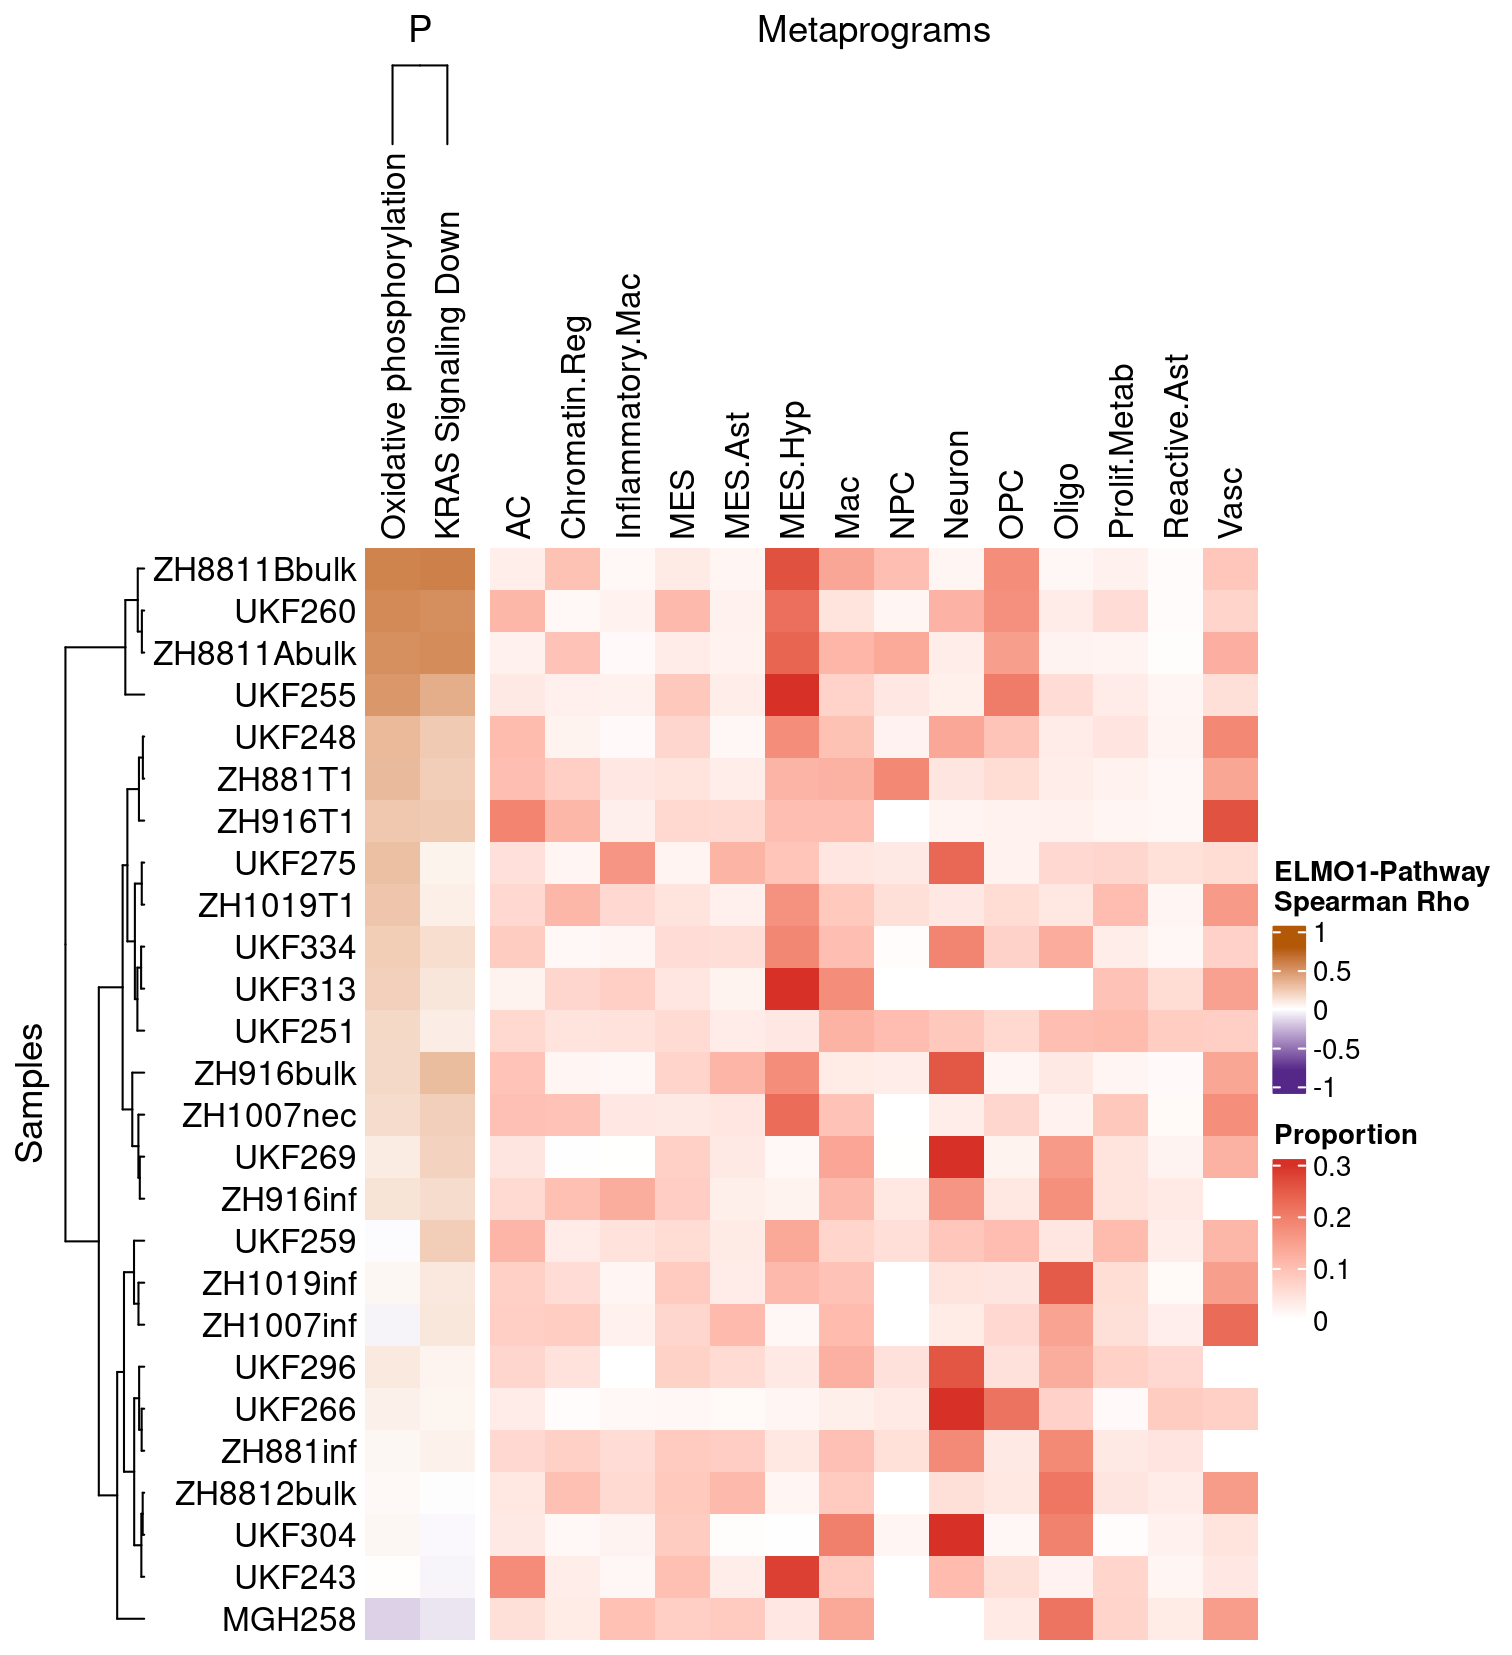 P
Metaprograms
Oxidative phosphorylation
KRAS Signaling Down
AC
Chromatin.Reg
Inflammatory.Mac
MES
MES.Ast
MES.Hyp
Mac
NPC
Neuron
OPC
Oligo
Prolif.Metab
Reactive.Ast
Vasc
Samples
ZH8811Bbulk
UKF260
ZH8811Abulk
UKF255
UKF248
ZH881T1
ZH916T1
UKF275
ZH1019T1
UKF334
UKF313
UKF251
ZH916bulk
ZH1007nec
UKF269
ZH916inf
UKF259
ZH1019inf
ZH1007inf
UKF296
UKF266
ZH881inf
ZH8812bulk
UKF304
UKF243
MGH258
ELMO1-Pathway
Spearman Rho
1
0.5
0
-0.5
-1
Proportion
0.3
0.2
0.1
0